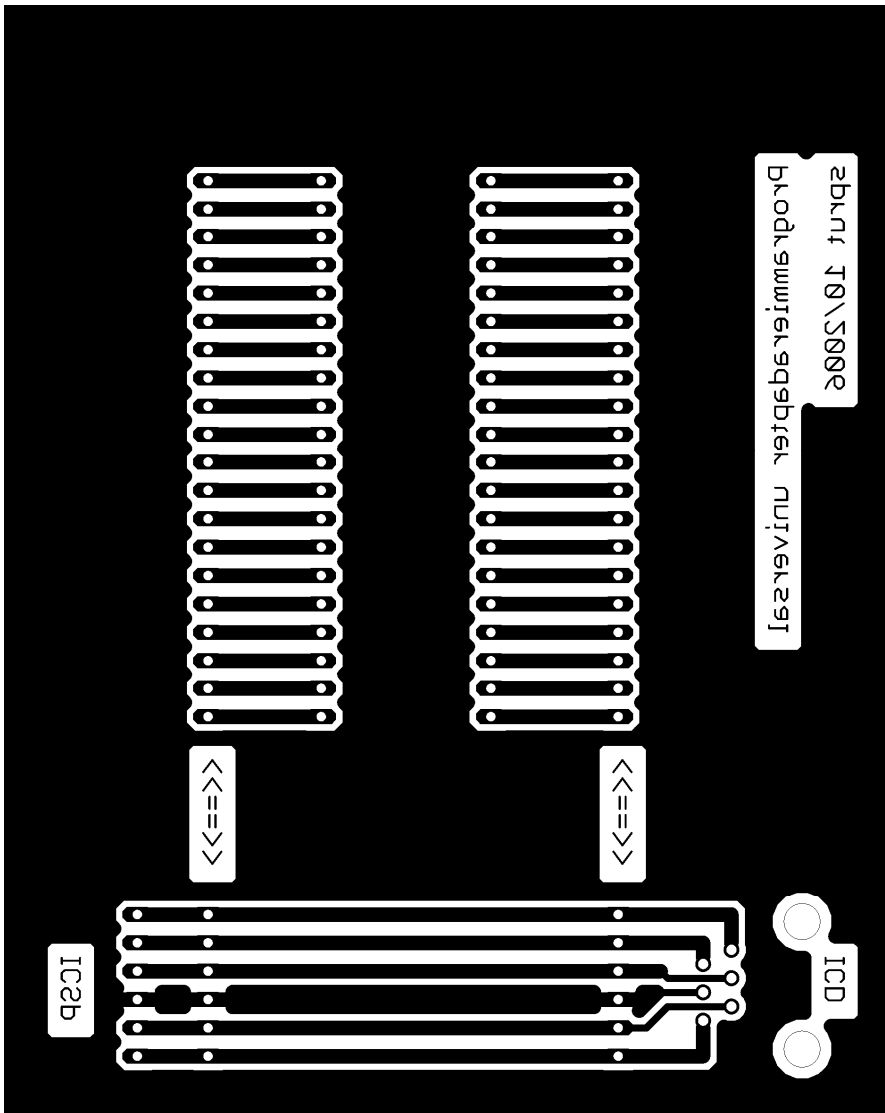 sprut 10/2006
programmieradapter universal
<<==>>
<<==>>
ICSP
ICD